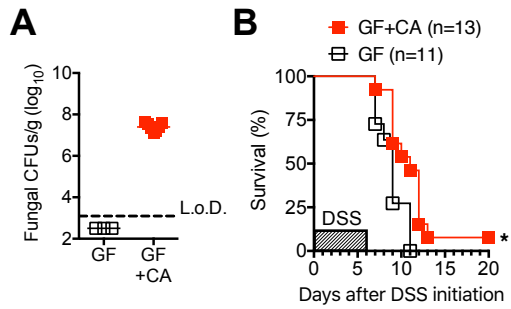 A
Fungal CFUs/g (log10)
10
8
6
4
2
L.o.D.
GF
GF
+CA
B
GF+CA (n=13)
GF (n=11)
Survival (%)
100
75
50
25
0
DSS
*
0
5
10
15
20
Days after DSS initiation